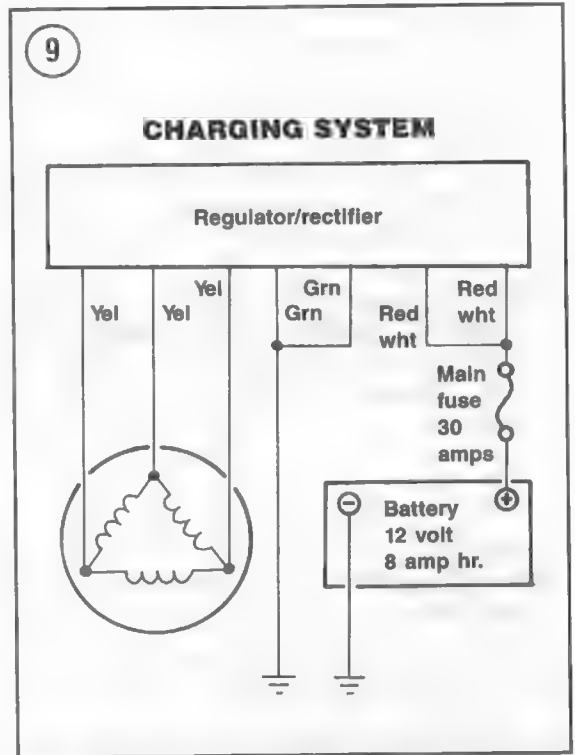 9
CHARGING SYSTEM
Regulator/rectifier
Yel
Yel
Yel
Grn
Grn
Red
wht
Red
wht
Main
fuse
30
amps
Battery
12 volt
8 amp hr.